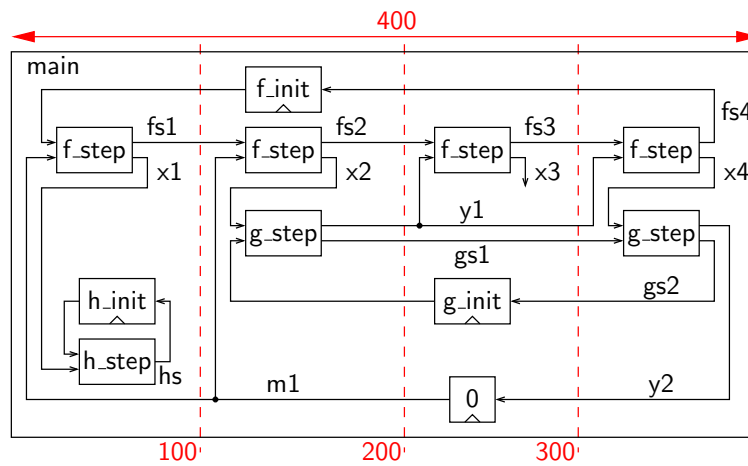 400
main
f_init
fs4
fs1
fs2
fs3
f_step
f_step
f_step
f_step
x1
x2
x3
x4
y1
g_step
g_step
gs1
h_init
g_init
gs2
h_step
hs
m1
0
y2
100
200
300